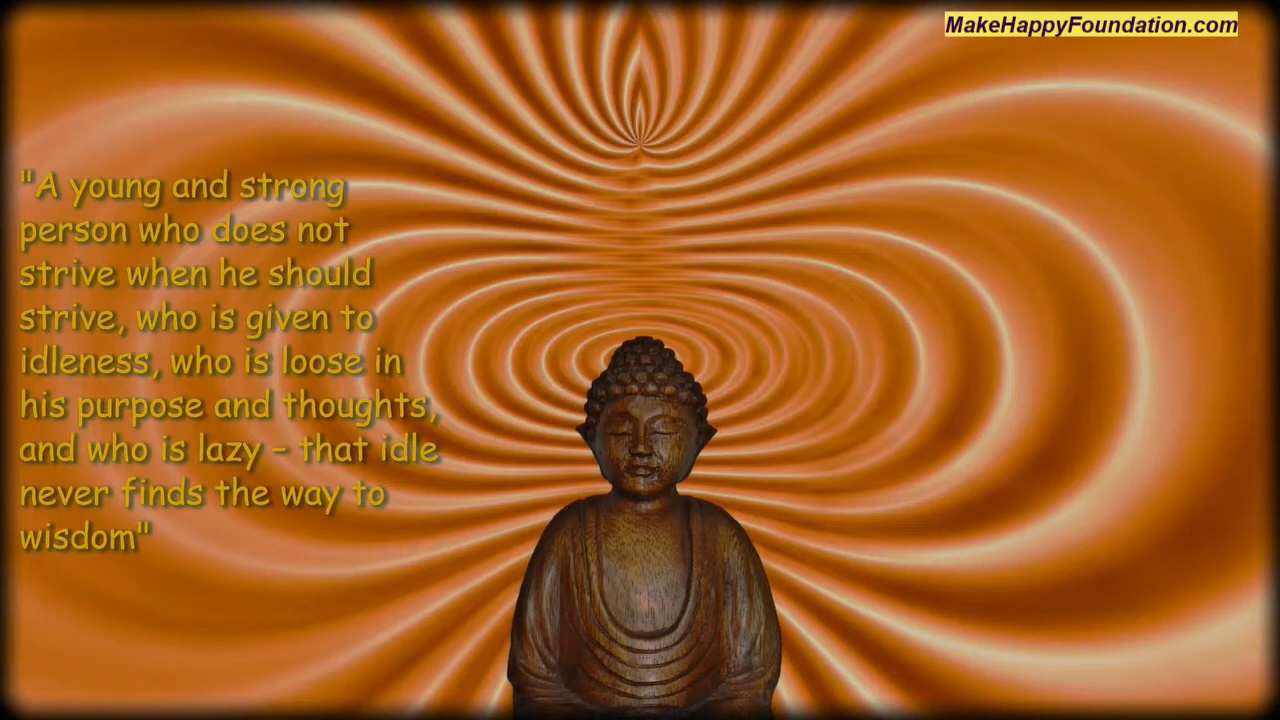 MakeHappyFoundation.com
"A young and strong
person who does not
strive when he should
strive, who is given to
idleness, who is loose in
his purpose and thoughts,
and who is lazy – that idle
never finds the way to
wisdom"